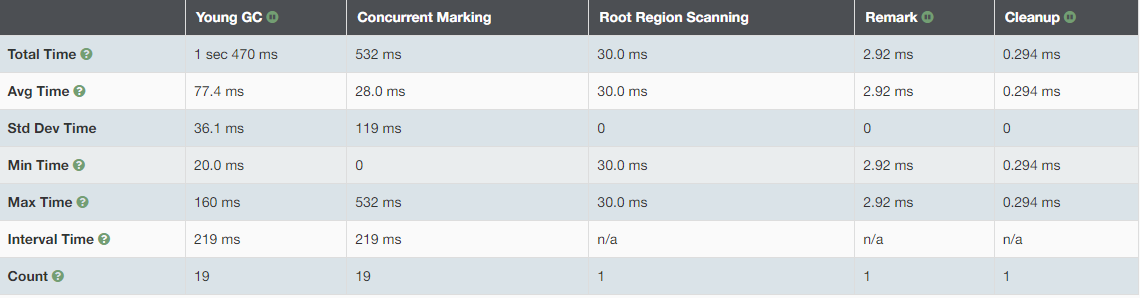 Young GC Concurrent Marking Root Region Scanning Remark Cleanup
Total Time ? 1 sec 470 ms 532 ms 30.0 ms 2.92 ms 0.294 ms
Avg Time ? 77.4 ms 28.0 ms 30.0 ms 2.92 ms 0.294 ms
Std Dev Time 36.1 ms 119 ms 0 0 0
Min Time ? 20.0 ms 0 30.0 ms 2.92 ms 0.294 ms
Max Time ? 160 ms 532 ms 30.0 ms 2.92 ms 0.294 ms
Interval Time ? 219 ms 219 ms n/a n/a n/a
Count ? 19 19 1 1 1